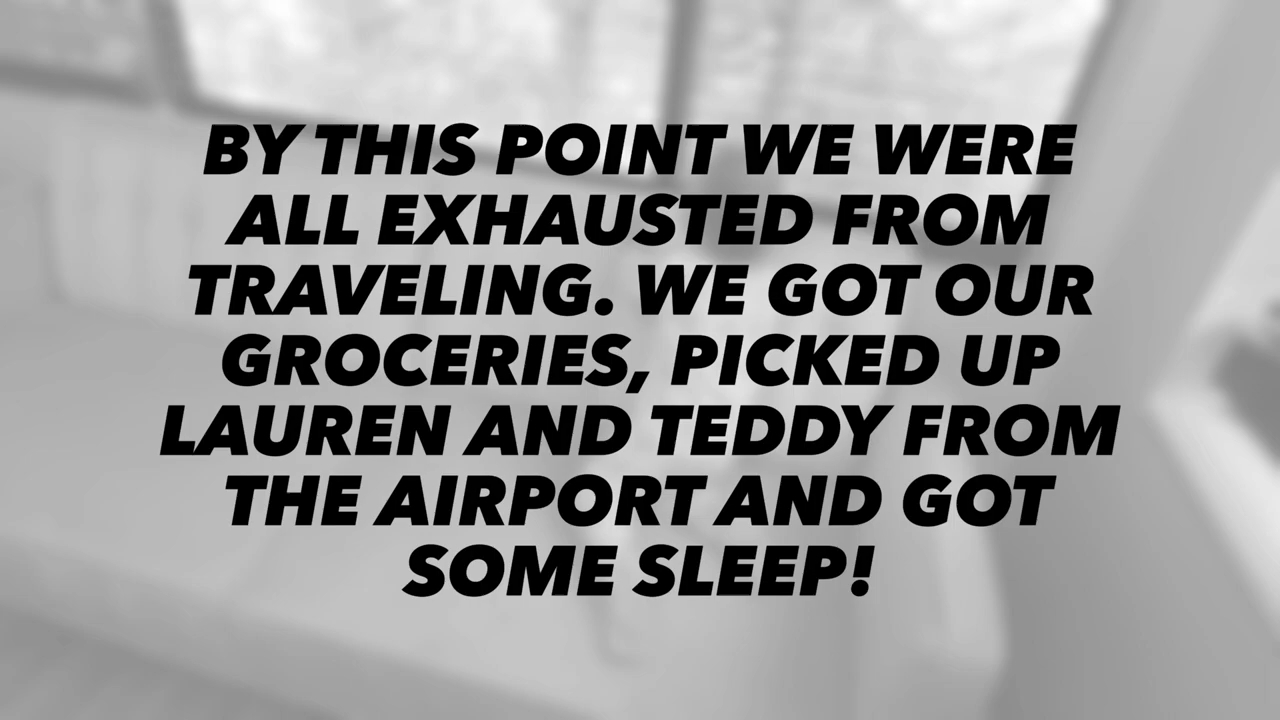 BY THIS POINT WE WERE
ALL EXHAUSTED FROM
TRAVELING. WE GOT OUR
GROCERIES, PICKED UP
LAUREN AND TEDDY FROM
THE AIRPORT AND GOT
SOME SLEEP!